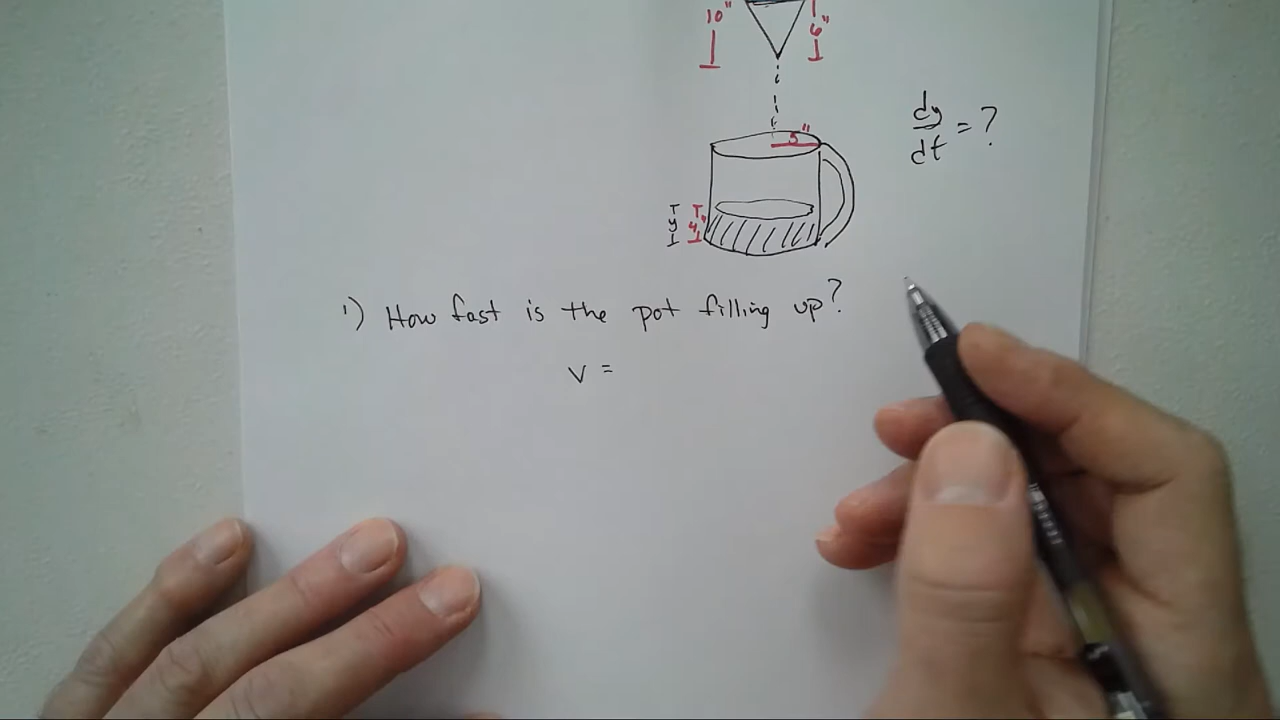 10"
6"
dy/dt = ?
5"
y
4"
1) How fast is the pot filling up?
V =